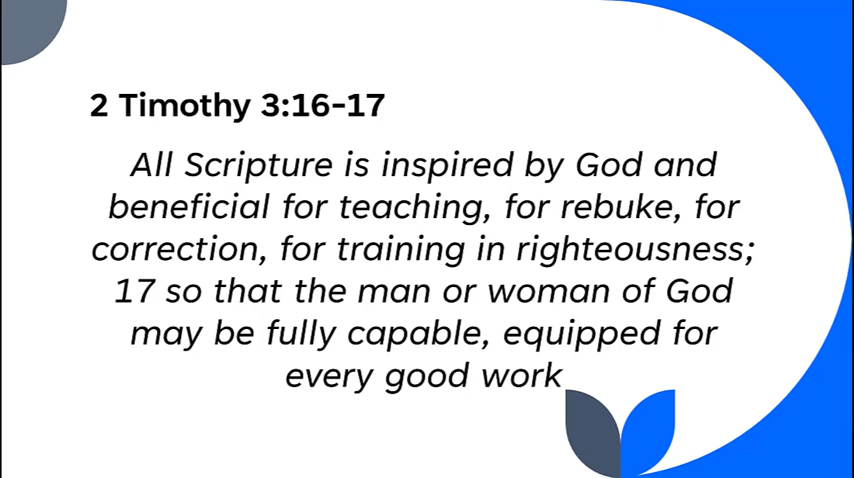 2 Timothy 3:16-17
All Scripture is inspired by God and
beneficial for teaching, for rebuke, for
correction, for training in righteousness;
17 so that the man or woman of God
may be fully capable, equipped for
every good work